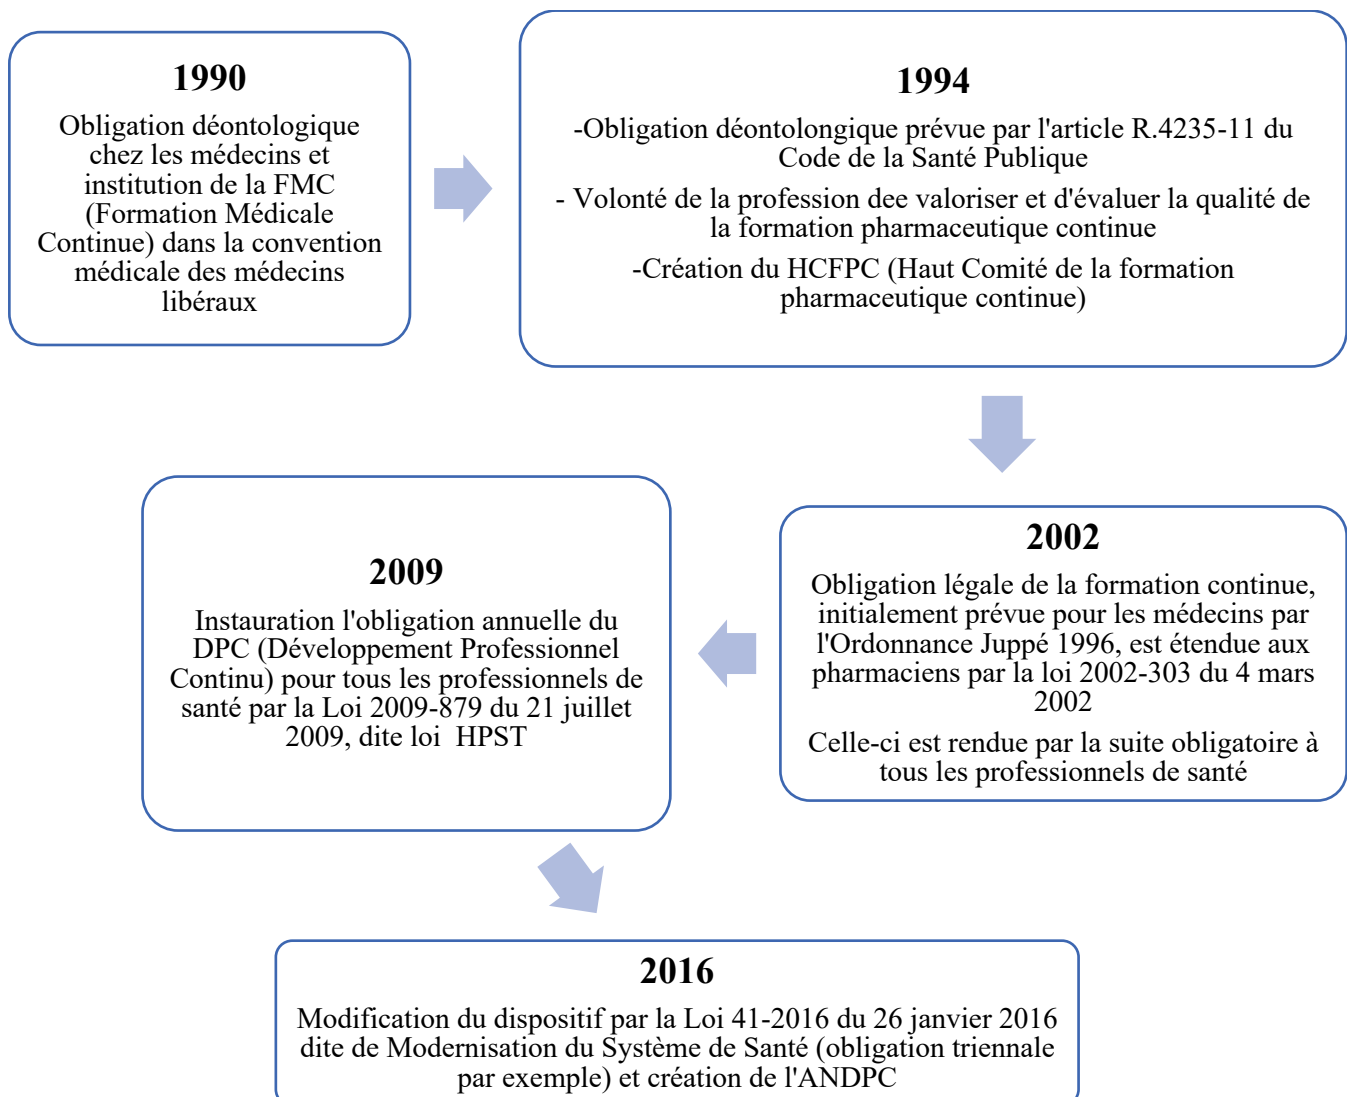 1990
Obligation déontologique
chez les médecins et
institution de la FMC
(Formation Médicale
Continue) dans la convention
médicale des médecins
libéraux
1994
-Obligation déontolongique prévue par l'article R.4235-11 du
Code de la Santé Publique
- Volonté de la profession dee valoriser et d'évaluer la qualité de
la formation pharmaceutique continue
-Création du HCFPC (Haut Comité de la formation
pharmaceutique continue)
2002
Obligation légale de la formation continue,
initialement prévue pour les médecins par
l'Ordonnance Juppé 1996, est étendue aux
pharmaciens par la loi 2002-303 du 4 mars
2002
Celle-ci est rendue par la suite obligatoire à
tous les professionnels de santé
2009
Instauration l'obligation annuelle du
DPC (Développement Professionnel
Continu) pour tous les professionnels de
santé par la Loi 2009-879 du 21 juillet
2009, dite loi  HPST
2016
Modification du dispositif par la Loi 41-2016 du 26 janvier 2016
dite de Modernisation du Système de Santé (obligation triennale
par exemple) et création de l'ANDPC